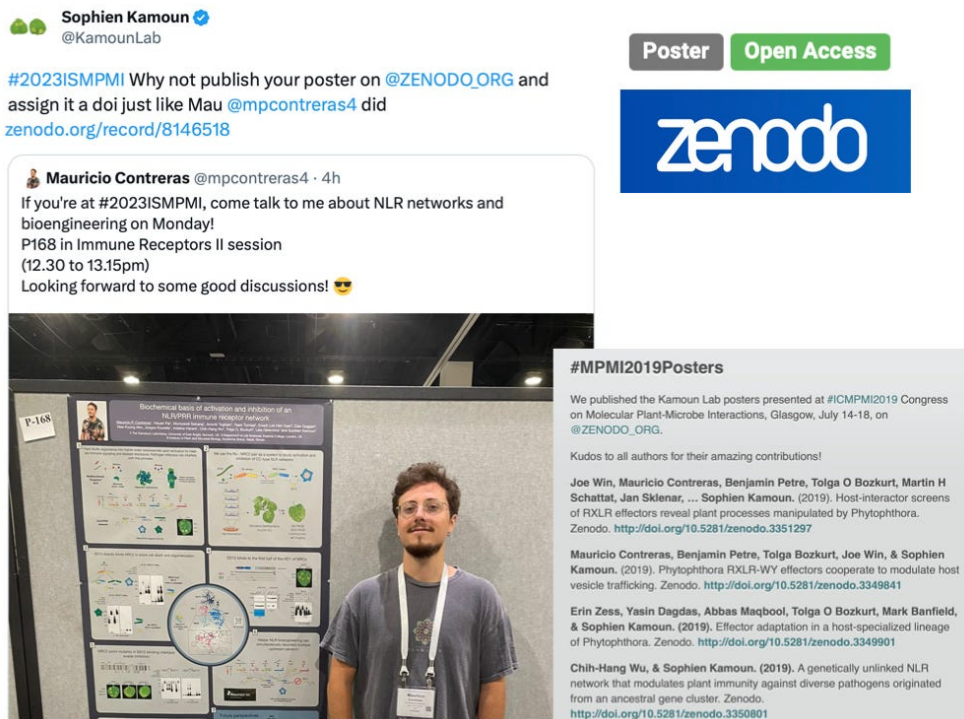 Sophien Kamoun
@KamounLab
#2023ISMPMI Why not publish your poster on @ZENODO_ORG and
assign it a doi just like Mau @mpcontreras4 did
zenodo.org/record/8146518
Mauricio Contreras @mpcontreras4 · 4h
If you're at #2023ISMPMI, come talk to me about NLR networks and
bioengineering on Monday!
P168 in Immune Receptors II session
(12.30 to 13.15pm)
Looking forward to some good discussions! 😎
P-168
Biochemical basis of activation and inhibition of an
NLR/PRR immune receptor network
Poster
Open Access
zenodo
#MPMI2019Posters
We published the Kamoun Lab posters presented at #ICMPMI2019 Congress
on Molecular Plant-Microbe Interactions, Glasgow, July 14-18, on
@ZENODO_ORG.
Kudos to all authors for their amazing contributions!
Joe Win, Mauricio Contreras, Benjamin Petre, Tolga O Bozkurt, Martin H
Schattat, Jan Sklenar, ... Sophien Kamoun. (2019). Host-interactor screens
of RXLR effectors reveal plant processes manipulated by Phytophthora.
Zenodo. http://doi.org/10.5281/zenodo.3351297
Mauricio Contreras, Benjamin Petre, Tolga Bozkurt, Joe Win, & Sophien
Kamoun. (2019). Phytophthora RXLR-WY effectors cooperate to modulate host
vesicle trafficking. Zenodo. http://doi.org/10.5281/zenodo.3349841
Erin Zess, Yasin Dagdas, Abbas Maqbool, Tolga O Bozkurt, Mark Banfield,
& Sophien Kamoun. (2019). Effector adaptation in a host-specialized lineage
of Phytophthora. Zenodo. http://doi.org/10.5281/zenodo.3349901
Chih-Hang Wu, & Sophien Kamoun. (2019). A genetically unlinked NLR
network that modulates plant immunity against diverse pathogens originated
from an ancestral gene cluster. Zenodo.
http://doi.org/10.5281/zenodo.3350801